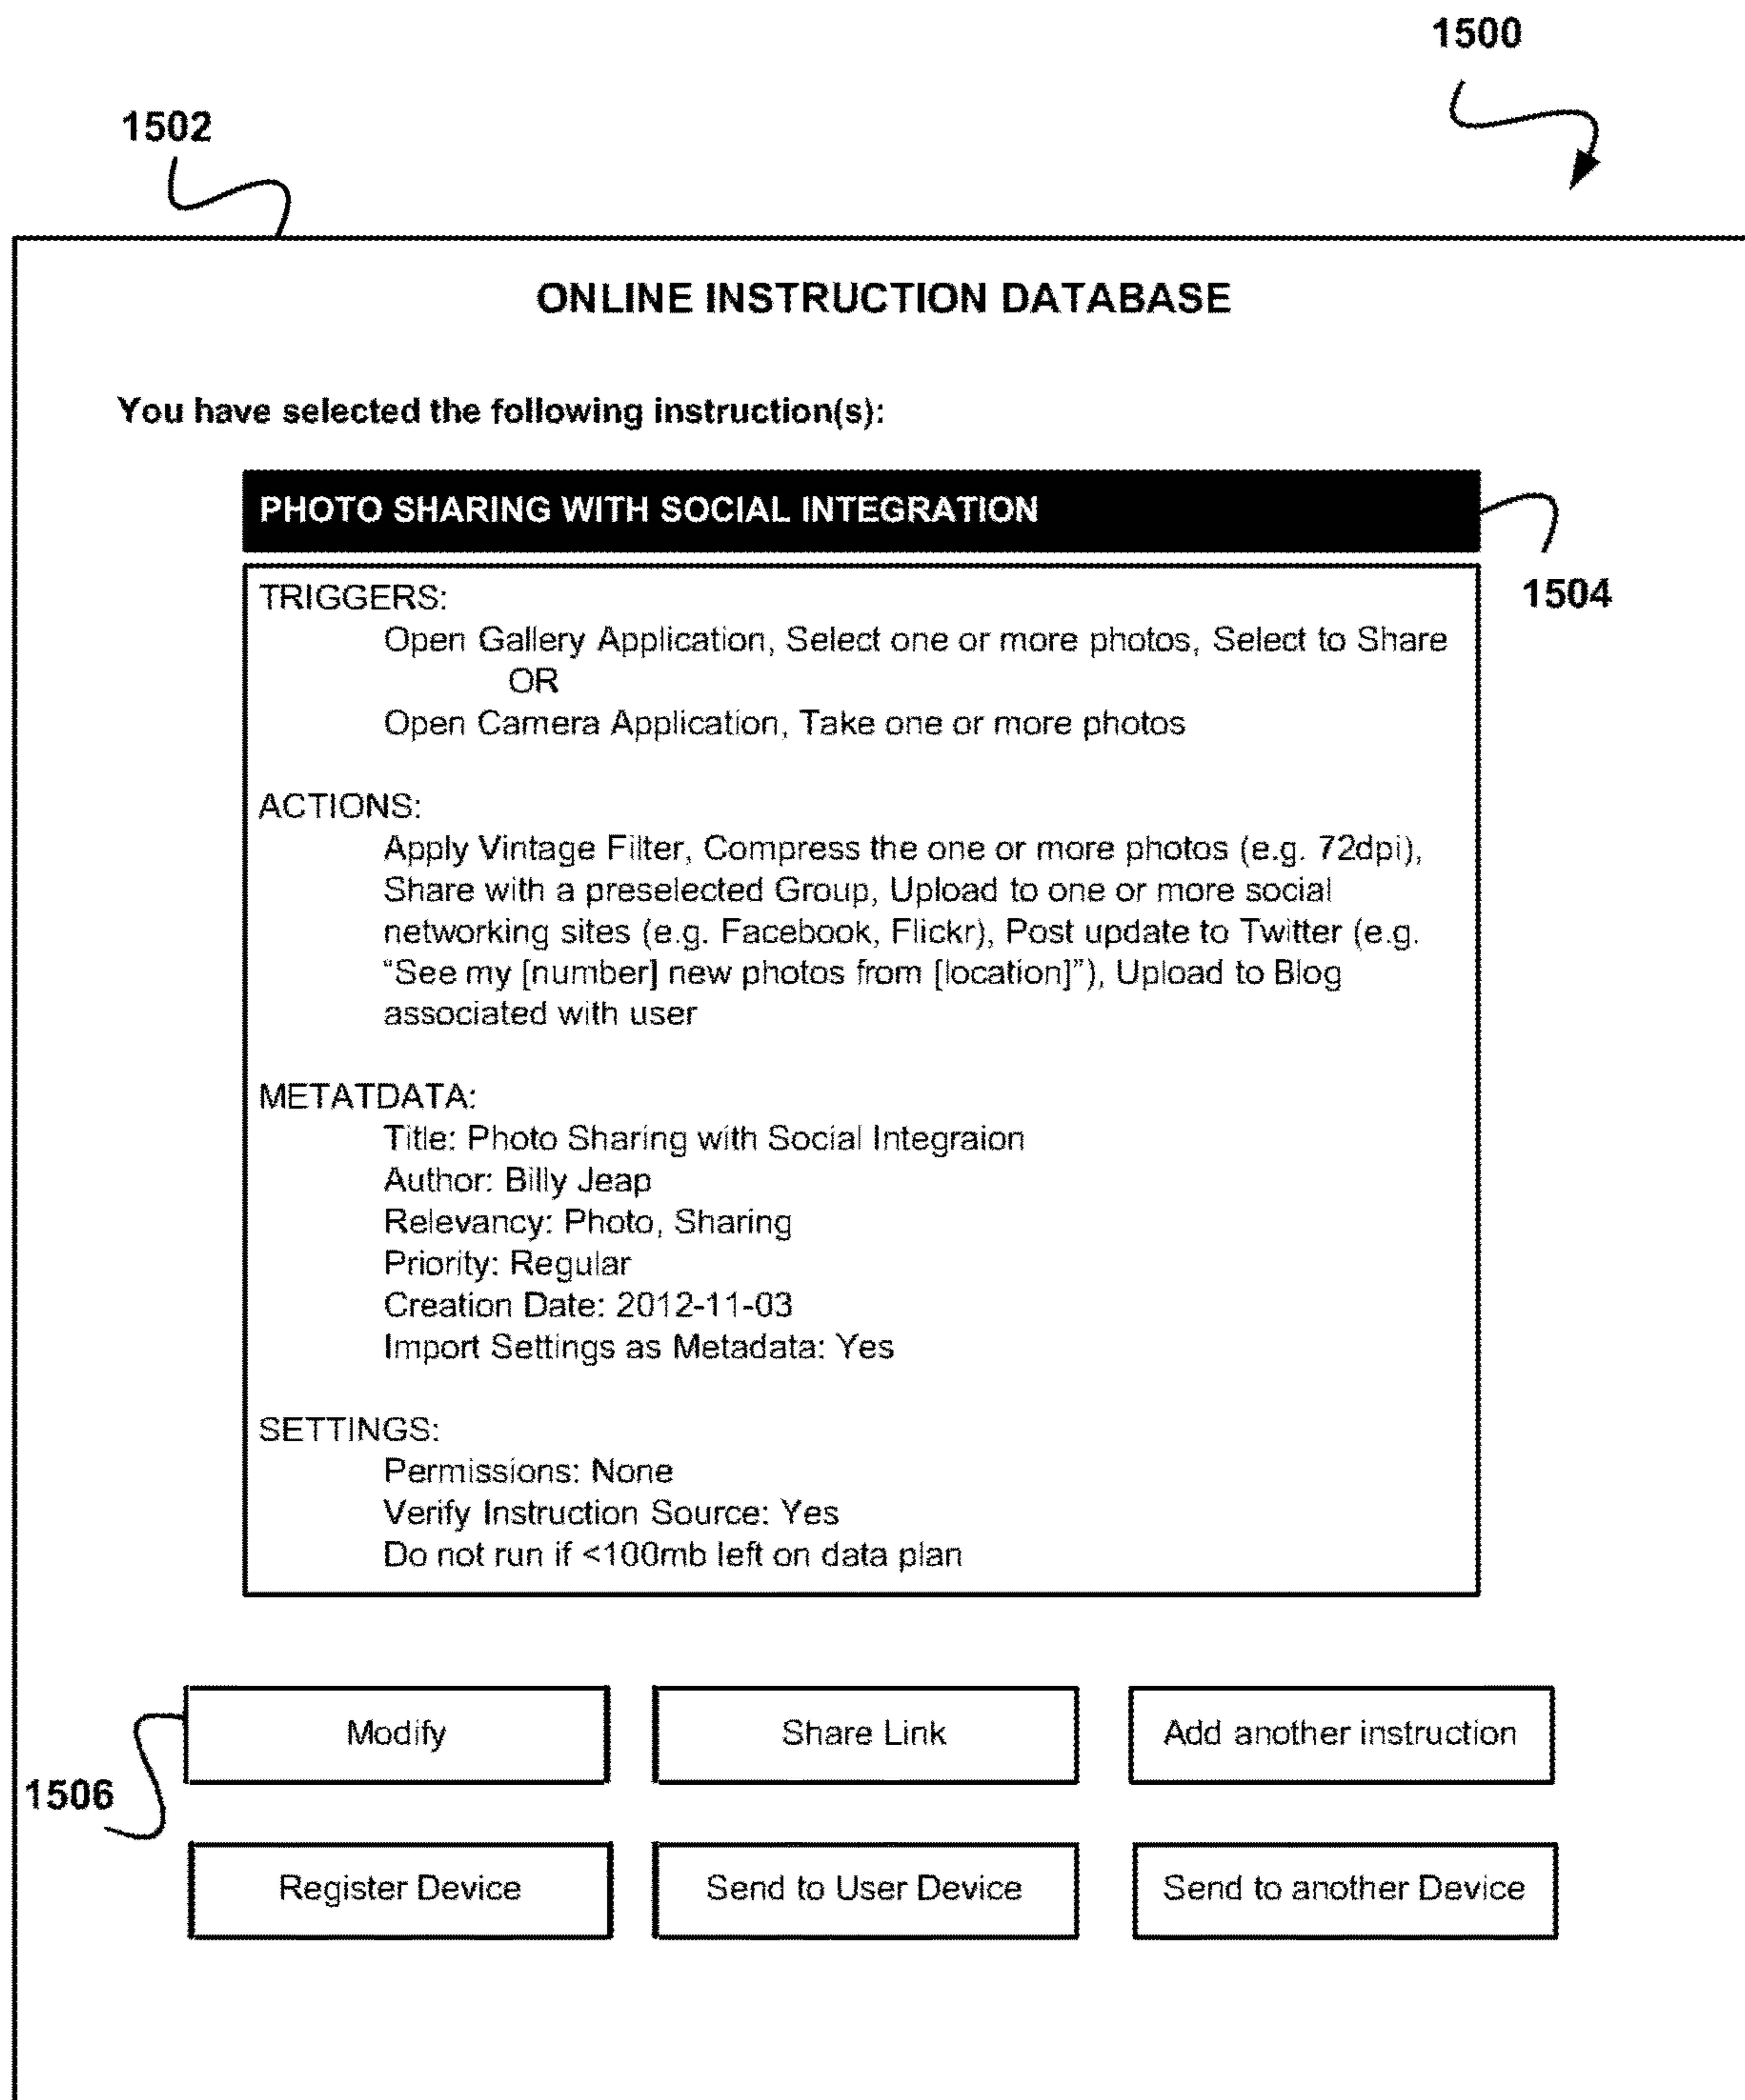 1500
1502
ONLINE INSTRUCTION DATABASE
You have selected the following instruction(s):
PHOTO SHARING WITH SOCIAL INTEGRATION
1504
TRIGGERS:
Open Gallery Application, Select one or more photos, Select to Share
OR
Open Camera Application, Take one or more photos
ACTIONS:
Apply Vintage Filter, Compress the one or more photos (e.g. 72dpi),
Share with a preselected Group, Upload to one or more social
networking sites (e.g. Facebook, Flickr), Post update to Twitter (e.g.
“See my [number] new photos from [location]”), Upload to Blog
associated with user
METATDATA:
Title: Photo Sharing with Social Integraion
Author: Billy Jeap
Relevancy: Photo, Sharing
Priority: Regular
Creation Date: 2012-11-03
Import Settings as Metadata: Yes
SETTINGS:
Permissions: None
Verify Instruction Source: Yes
Do not run if <100mb left on data plan
Modify
Share Link
Add another instruction
1506
Register Device
Send to User Device
Send to another Device